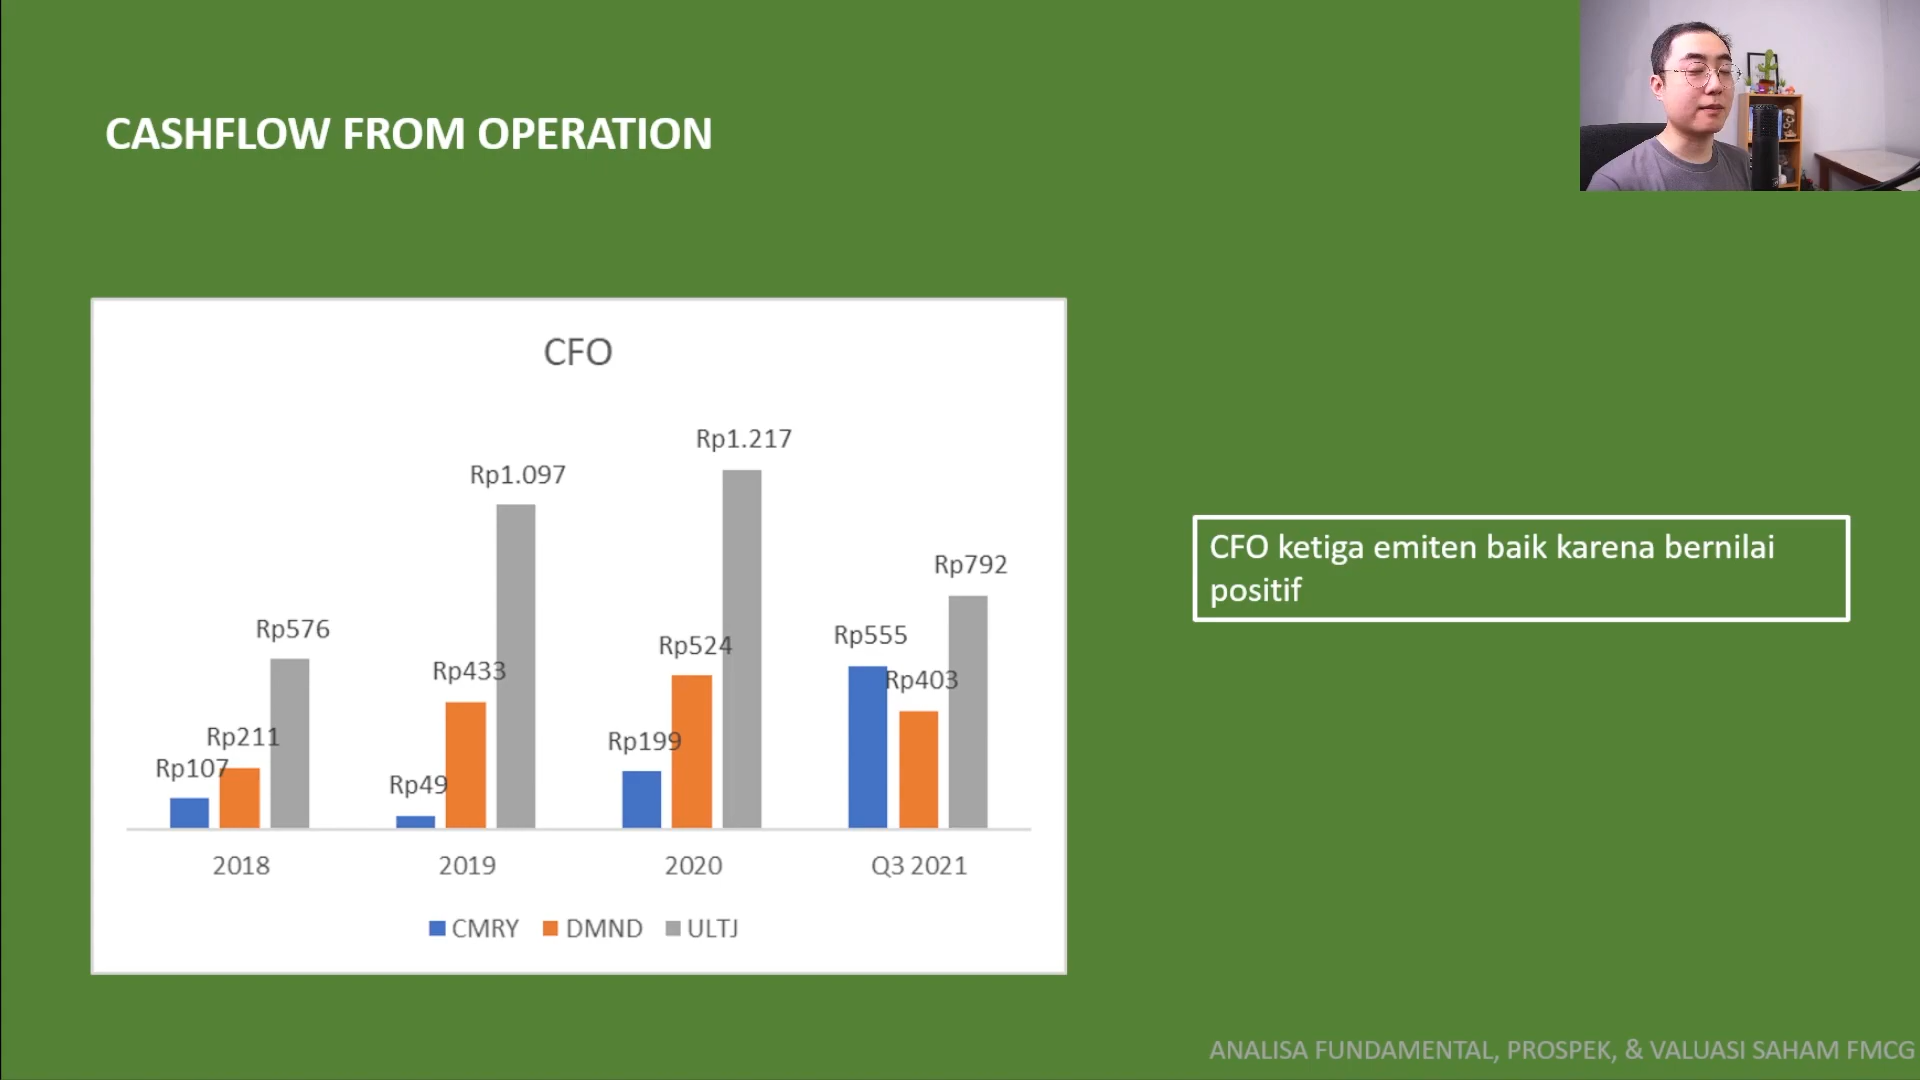 CASHFLOW FROM OPERATION
CFO
Rp1.217
Rp1.097
Rp792
Rp576
Rp555
Rp524
Rp433
Rp403
Rp211
Rp199
Rp107
Rp49
2018 2019 2020 Q3 2021
CMRY DMND ULTJ
CFO ketiga emiten baik karena bernilai
positif
ANALISA FUNDAMENTAL, PROSPEK, & VALUASI SAHAM FMCG